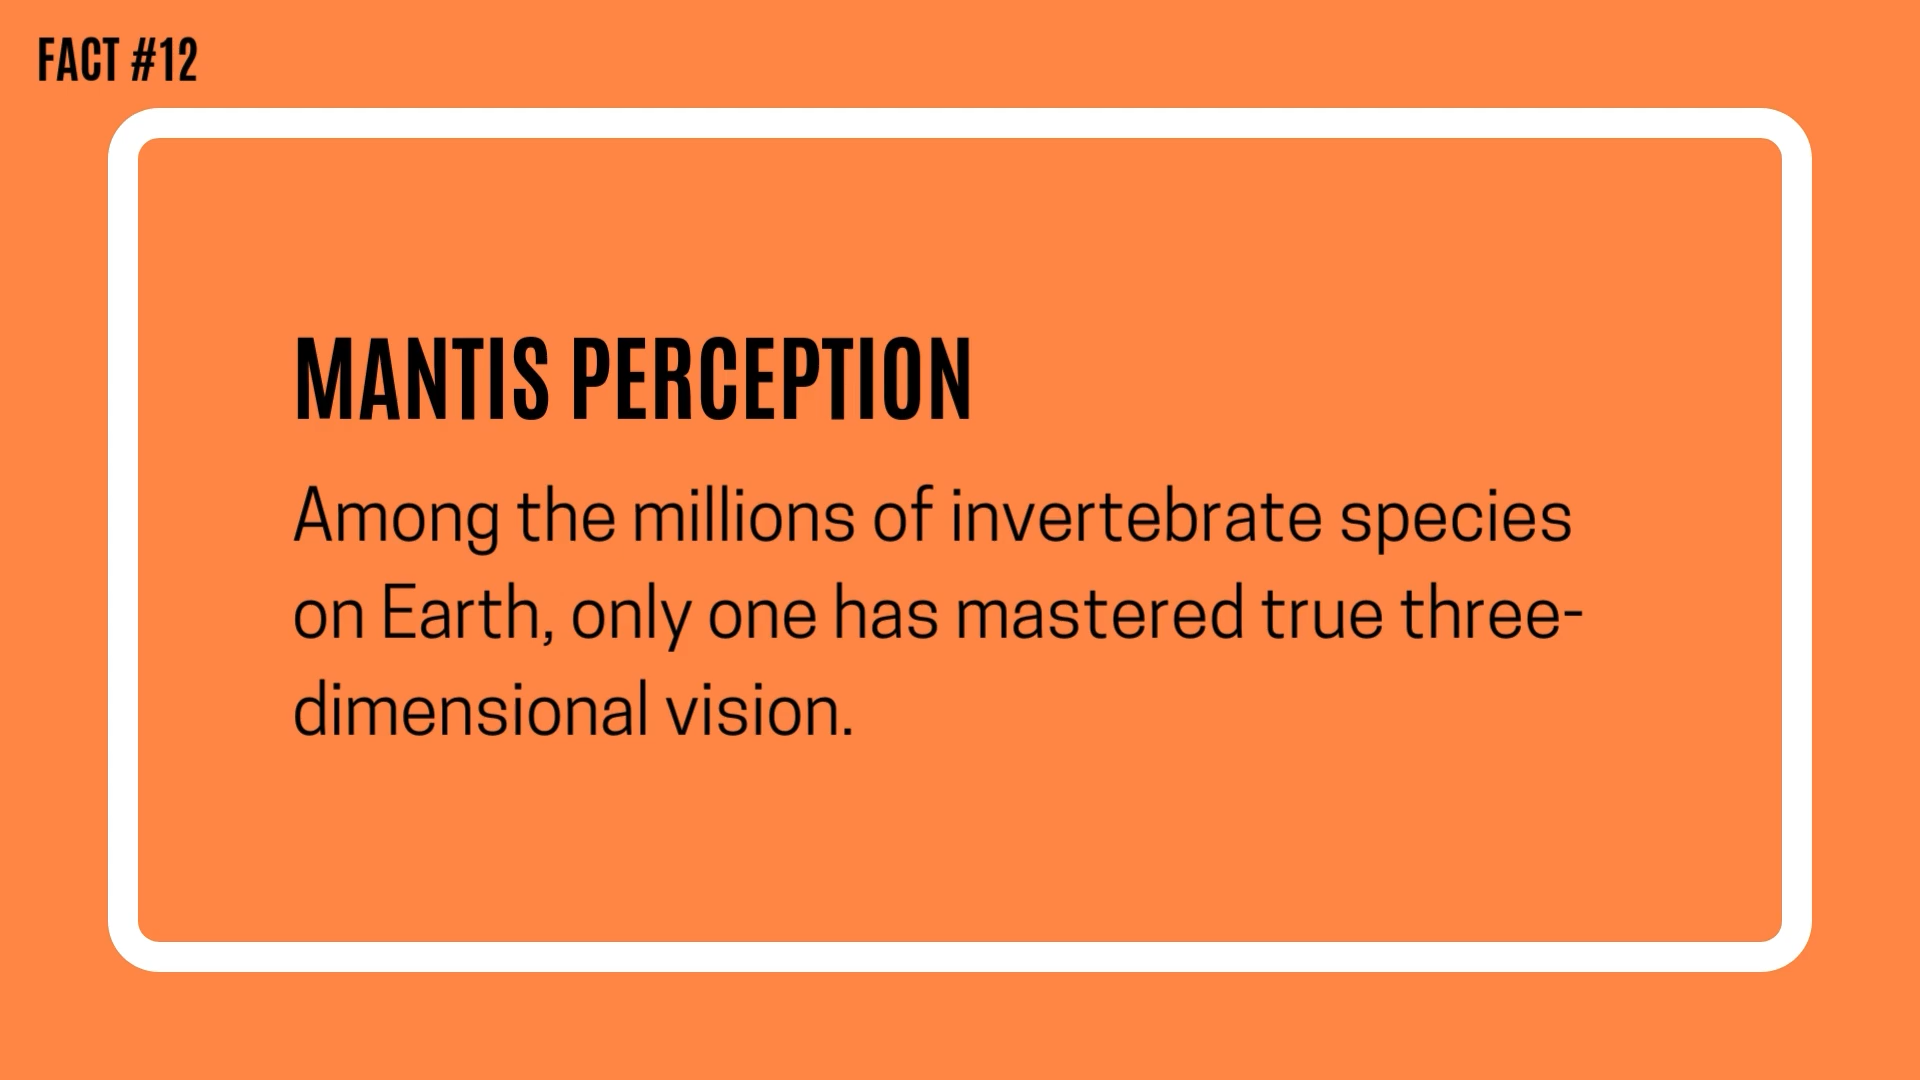 FACT #12
MANTIS PERCEPTION
Among the millions of invertebrate species
on Earth, only one has mastered true three-
dimensional vision.